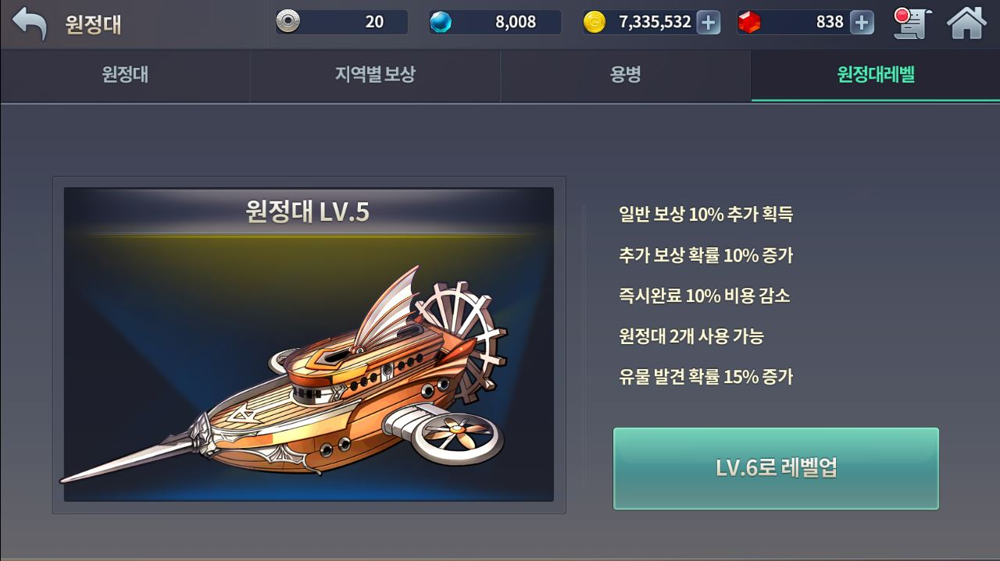 원정대
20
8,008
7,335,532
838
원정대
지역별 보상
용병
원정대레벨
원정대 LV.5
일반 보상 10% 추가 획득
추가 보상 확률 10% 증가
즉시완료 10% 비용 감소
원정대 2개 사용 가능
유물 발견 확률 15% 증가
LV.6로 레벨업